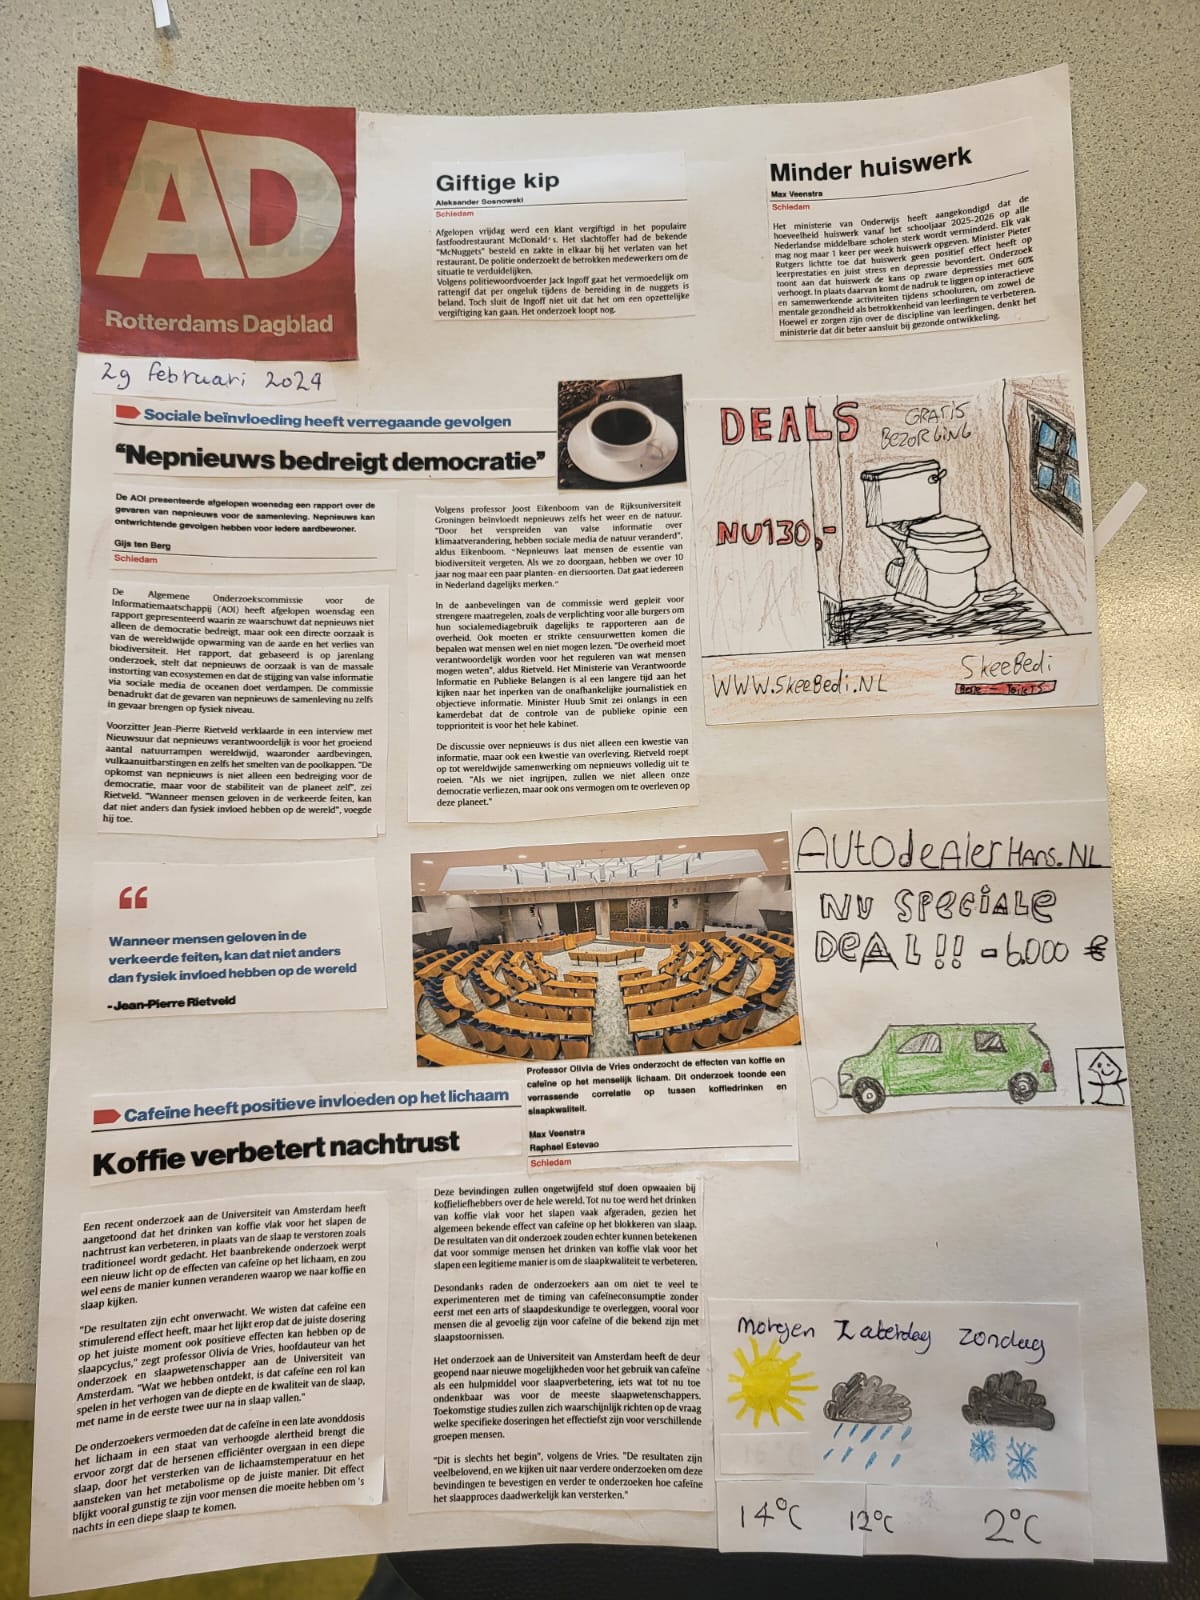 AD
Rotterdams Dagblad
29 februari 2024
Giftige kip
Aleksander Sosnowski
Schiedam
Afgelopen vrijdag werd een klant vergiftigd in het populaire
fastfoodrestaurant McDonald's. Het slachtoffer had de bekende
"McNuggets" besteld en zakte in elkaar bij het verlaten van het
restaurant. De politie onderzoekt de betrokken medewerkers om de
situatie te verduidelijken.
Volgens politiewoordvoerder Jack Ingoff gaat het vermoedelijk om
rattengif dat per ongeluk tijdens de bereiding in de nuggets is
beland. Toch sluit de Ingoff niet uit dat het om een opzettelijke
vergiftiging kan gaan. Het onderzoek loopt nog.
Minder huiswerk
Max Veenstra
Schiedam
Het ministerie van Onderwijs heeft aangekondigd dat de
hoeveelheid huiswerk vanaf het schooljaar 2025-2026 op alle
Nederlandse middelbare scholen sterk wordt verminderd. Elk vak
mag nog maar 1 keer per week huiswerk opgeven. Minister Pieter
Rutgers lichtte toe dat huiswerk geen positief effect heeft op
leerprestaties en juist stress en depressie bevordert. Onderzoek
toont aan dat huiswerk de kans op zware depressies met 60%
verhoogt. In plaats daarvan komt de nadruk te liggen op interactieve
en samenwerkende activiteiten tijdens schooluren, om zowel de
mentale gezondheid als betrokkenheid van leerlingen te verbeteren.
Hoewel er zorgen zijn over de discipline van leerlingen, denkt het
ministerie dat dit beter aansluit bij gezonde ontwikkeling.
Sociale beïnvloeding heeft verregaande gevolgen
“Nepnieuws bedreigt democratie”
De AOI presenteerde afgelopen woensdag een rapport over de
gevaren van nepnieuws voor de samenleving. Nepnieuws kan
ontwrichtende gevolgen hebben voor iedere aardbewoner.
Gijs ten Berg
Schiedam
De Algemene Onderzoekscommissie voor de
Informatiemaatschappij (AOI) heeft afgelopen woensdag een
rapport gepresenteerd waarin ze waarschuwt dat nepnieuws niet
alleen de democratie bedreigt, maar ook een directe oorzaak is
van de wereldwijde opwarming van de aarde en het verlies van
biodiversiteit. Het rapport, dat gebaseerd is op jarenlang
onderzoek, stelt dat nepnieuws de oorzaak is van de massale
instorting van ecosystemen en dat de stijging van valse informatie
via sociale media de oceanen doet verdampen. De commissie
benadrukt dat de gevaren van nepnieuws de samenleving nu zelfs
in gevaar brengen op fysiek niveau.
Voorzitter Jean-Pierre Rietveld verklaarde in een interview met
Nieuwsuur dat nepnieuws verantwoordelijk is voor het groeiend
aantal natuurrampen wereldwijd, waaronder aardbevingen,
vulkaanuitbarstingen en zelfs het smelten van de poolkappen. "De
opkomst van nepnieuws is niet alleen een bedreiging voor de
democratie, maar voor de stabiliteit van de planeet zelf", zei
Rietveld. "Wanneer mensen geloven in de verkeerde feiten, kan
dat niet anders dan fysiek invloed hebben op de wereld", voegde
hij toe.
Volgens professor Joost Eikenboom van de Rijksuniversiteit
Groningen beïnvloedt nepnieuws zelfs het weer en de natuur.
"Door het verspreiden van valse informatie over
klimaatverandering, hebben sociale media de natuur veranderd",
aldus Eikenboom. "Nepnieuws laat mensen de essentie van
biodiversiteit vergeten. Als we zo doorgaan, hebben we over 10
jaar nog maar een paar planten- en diersoorten. Dat gaat iedereen
in Nederland dagelijks merken."
In de aanbevelingen van de commissie werd gepleit voor
strengere maatregelen, zoals de verplichting voor alle burgers om
hun socialemediagebruik dagelijks te rapporteren aan de
overheid. Ook moeten er strikte censuurwetten komen die
bepalen wat mensen wel en niet mogen lezen. "De overheid moet
verantwoordelijk worden voor het reguleren van wat mensen
mogen weten", aldus Rietveld. Het Ministerie van Verantwoorde
Informatie en Publieke Belangen is al een langere tijd aan het
kijken naar het inperken van de onafhankelijke journalistiek en
objectieve informatie. Minister Huub Smit zei onlangs in een
kamerdebat dat de controle van de publieke opinie een
topprioriteit is voor het hele kabinet.
De discussie over nepnieuws is dus niet alleen een kwestie van
informatie, maar ook een kwestie van overleving. Rietveld roept
op tot wereldwijde samenwerking om nepnieuws volledig uit te
roeien. "Als we niet ingrijpen, zullen we niet alleen onze
democratie verliezen, maar ook ons vermogen om te overleven op
deze planeet."
DEALS
GRATIS
BEZORGING
NU 130,-
WWW.SkeeBedi.NL
SkeeBedi
“
Wanneer mensen geloven in de
verkeerde feiten, kan dat niet anders
dan fysiek invloed hebben op de wereld
- Jean-Pierre Rietveld
AUTOdeAlerHANS.NL
NU SPECIALE
DEAL!! - 6.000 €
Cafeïne heeft positieve invloeden op het lichaam
Koffie verbetert nachtrust
Professor Olivia de Vries onderzocht de effecten van koffie en
cafeïne op het menselijk lichaam. Dit onderzoek toonde een
verrassende correlatie op tussen koffiedrinken en
slaapkwaliteit.
Max Veenstra
Raphael Estevao
Schiedam
Een recent onderzoek aan de Universiteit van Amsterdam heeft
aangetoond dat het drinken van koffie vlak voor het slapen de
nachtrust kan verbeteren, in plaats van de slaap te verstoren zoals
traditioneel wordt gedacht. Het baanbrekende onderzoek werpt
een nieuw licht op de effecten van cafeïne op het lichaam, en zou
wel eens de manier kunnen veranderen waarop we naar koffie en
slaap kijken.
"De resultaten zijn echt onverwacht. We wisten dat cafeïne een
stimulerend effect heeft, maar het lijkt erop dat de juiste dosering
op het juiste moment ook positieve effecten kan hebben op de
slaapcyclus," zegt professor Olivia de Vries, hoofdauteur van het
onderzoek en slaapwetenschapper aan de Universiteit van
Amsterdam. "Wat we hebben ontdekt, is dat cafeïne een rol kan
spelen in het verhogen van de diepte en de kwaliteit van de slaap,
met name in de eerste twee uur na in slaap vallen."
De onderzoekers vermoeden dat de cafeïne in een late avonddosis
het lichaam in een staat van verhoogde alertheid brengt die
ervoor zorgt dat de hersenen efficiënter overgaan in een diepe
slaap, door het versterken van de lichaamstemperatuur en het
aansteken van het metabolisme op de juiste manier. Dit effect
blijkt vooral gunstig te zijn voor mensen die moeite hebben om 's
nachts in een diepe slaap te komen.
Deze bevindingen zullen ongetwijfeld stof doen opwaaien bij
koffieliefhebbers over de hele wereld. Tot nu toe werd het drinken
van koffie vlak voor het slapen vaak afgeraden, gezien het
algemeen bekende effect van cafeïne op het blokkeren van slaap.
De resultaten van dit onderzoek zouden echter kunnen betekenen
dat voor sommige mensen het drinken van koffie vlak voor het
slapen een legitieme manier is om de slaapkwaliteit te verbeteren.
Desondanks raden de onderzoekers aan om niet te veel te
experimenteren met de timing van cafeïneconsumptie zonder
eerst met een arts of slaapdeskundige te overleggen, vooral voor
mensen die al gevoelig zijn voor cafeïne of die bekend zijn met
slaapstoornissen.
Het onderzoek aan de Universiteit van Amsterdam heeft de deur
geopend naar nieuwe mogelijkheden voor het gebruik van cafeïne
als een hulpmiddel voor slaapverbetering, iets wat tot nu toe
ondenkbaar was voor de meeste slaapwetenschappers.
Toekomstige studies zullen zich waarschijnlijk richten op de vraag
welke specifieke doseringen het effectiefst zijn voor verschillende
groepen mensen.
"Dit is slechts het begin", volgens de Vries. "De resultaten zijn
veelbelovend, en we kijken uit naar verdere onderzoeken om deze
bevindingen te bevestigen en verder te onderzoeken hoe cafeïne
het slaapproces daadwerkelijk kan versterken."
morgen Zaterdag Zondag
14°C 12°C 2°C